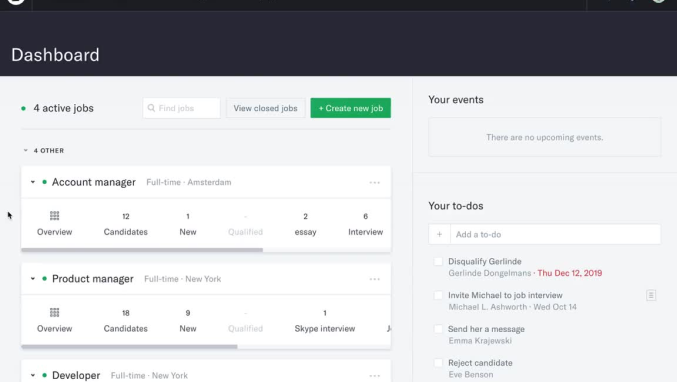 Dashboard
4 active jobs
Find jobs
View closed jobs
+ Create new job
4 OTHER
Account manager Full-time · Amsterdam
12 1 - 2 6
Overview Candidates New Qualified essay Interview
Product manager Full-time · New York
18 9 - 1
Overview Candidates New Qualified Skype interview
Developer Full-time · New York
Your events
There are no upcoming events.
Your to-dos
+ Add a to-do
Disqualify Gerlinde
Gerlinde Dongelmans · Thu Dec 12, 2019
Invite Michael to job interview
Michael L. Ashworth · Wed Oct 14
Send her a message
Emma Krajewski
Reject candidate
Eve Benson